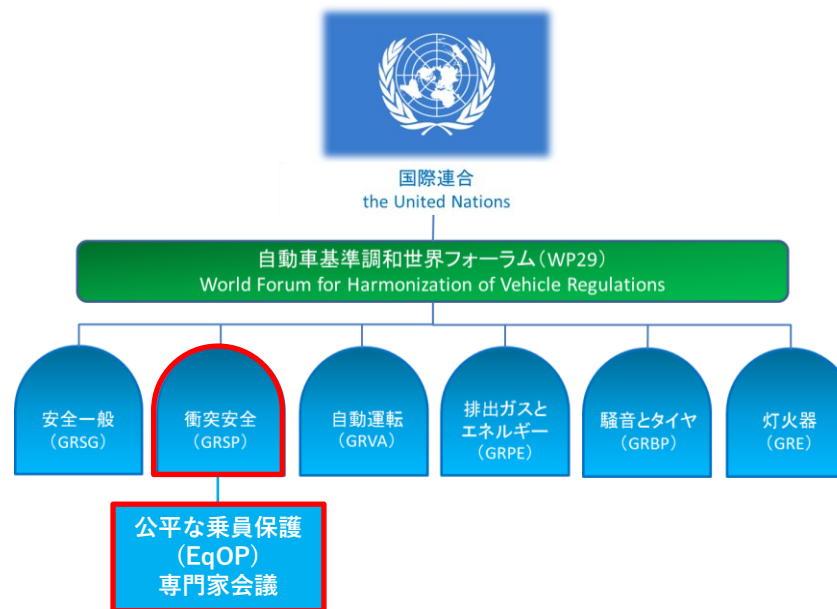 国際連合
the United Nations
自動車基準調和世界フォーラム(WP29)
World Forum for Harmonization of Vehicle Regulations
安全一般
(GRSG)
衝突安全
(GRSP)
自動運転
(GRVA)
排出ガスと
エネルギー
(GRPE)
騒音とタイヤ
(GRBP)
灯火器
(GRE)
公平な乗員保護
(EqOP)
専門家会議